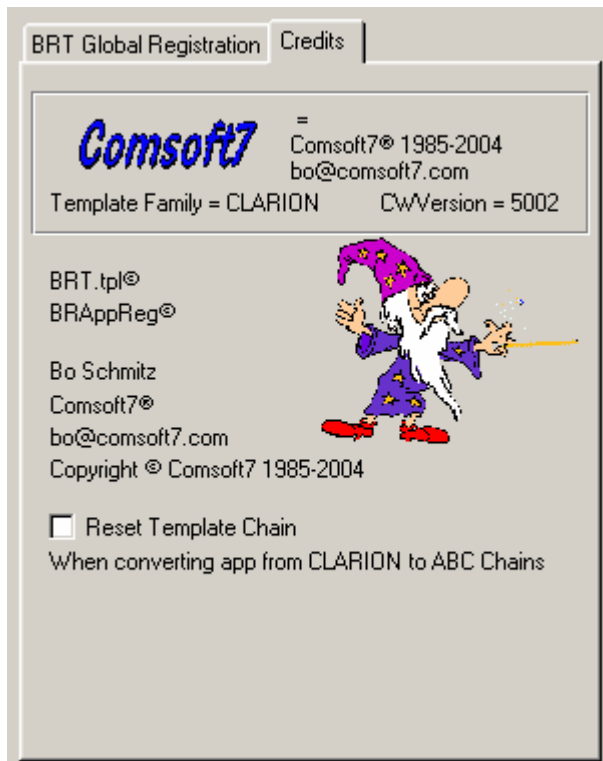 BRT Global Registration Credits
Comsoft7
=
Comsoft7® 1985-2004
bo@comsoft7.com
Template Family = CLARION CWVersion = 5002
BRT.tpl©
BRAppReg©
Bo Schmitz
Comsoft7®
bo@comsoft7.com
Copyright © Comsoft7 1985-2004
Reset Template Chain
When converting app from CLARION to ABC Chains